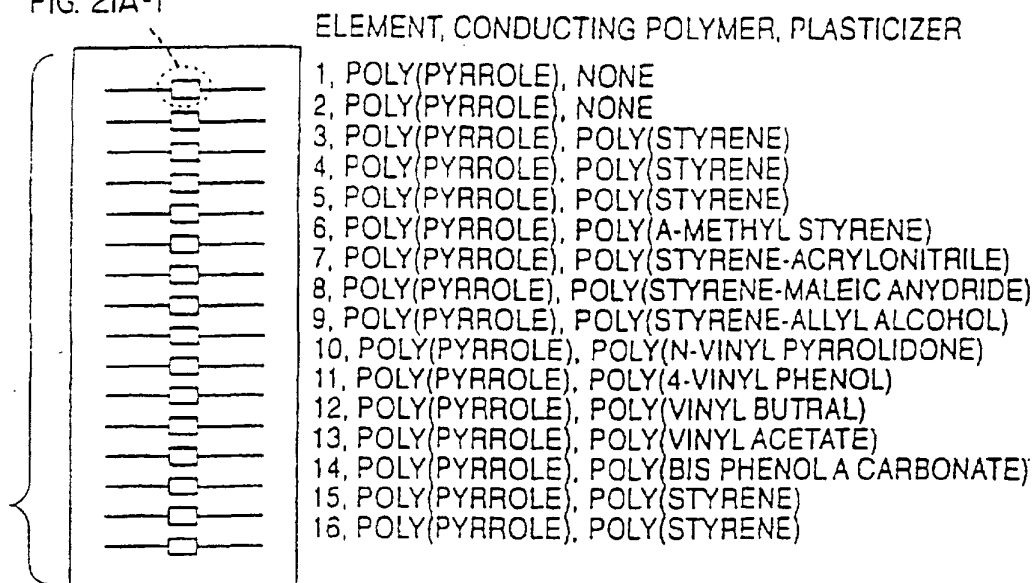 FIG. 21A-1
ELEMENT, CONDUCTING POLYMER, PLASTICIZER
1, POLY(PYRROLE), NONE
2, POLY(PYRROLE), NONE
3, POLY(PYRROLE), POLY(STYRENE)
4, POLY(PYRROLE), POLY(STYRENE)
5, POLY(PYRROLE), POLY(STYRENE)
6, POLY(PYRROLE), POLY(A-METHYL STYRENE)
7, POLY(PYRROLE), POLY(STYRENE-ACRYLONITRILE)
8, POLY(PYRROLE), POLY(STYRENE-MALEIC ANYDRIDE)
9, POLY(PYRROLE), POLY(STYRENE-ALLYL ALCOHOL)
10, POLY(PYRROLE), POLY(N-VINYL PYRROLIDONE)
11, POLY(PYRROLE), POLY(4-VINYL PHENOL)
12, POLY(PYRROLE), POLY(VINYL BUTRAL)
13, POLY(PYRROLE), POLY(VINYL ACETATE)
14, POLY(PYRROLE), POLY(BIS PHENOL A CARBONATE)
15, POLY(PYRROLE), POLY(STYRENE)
16, POLY(PYRROLE), POLY(STYRENE)